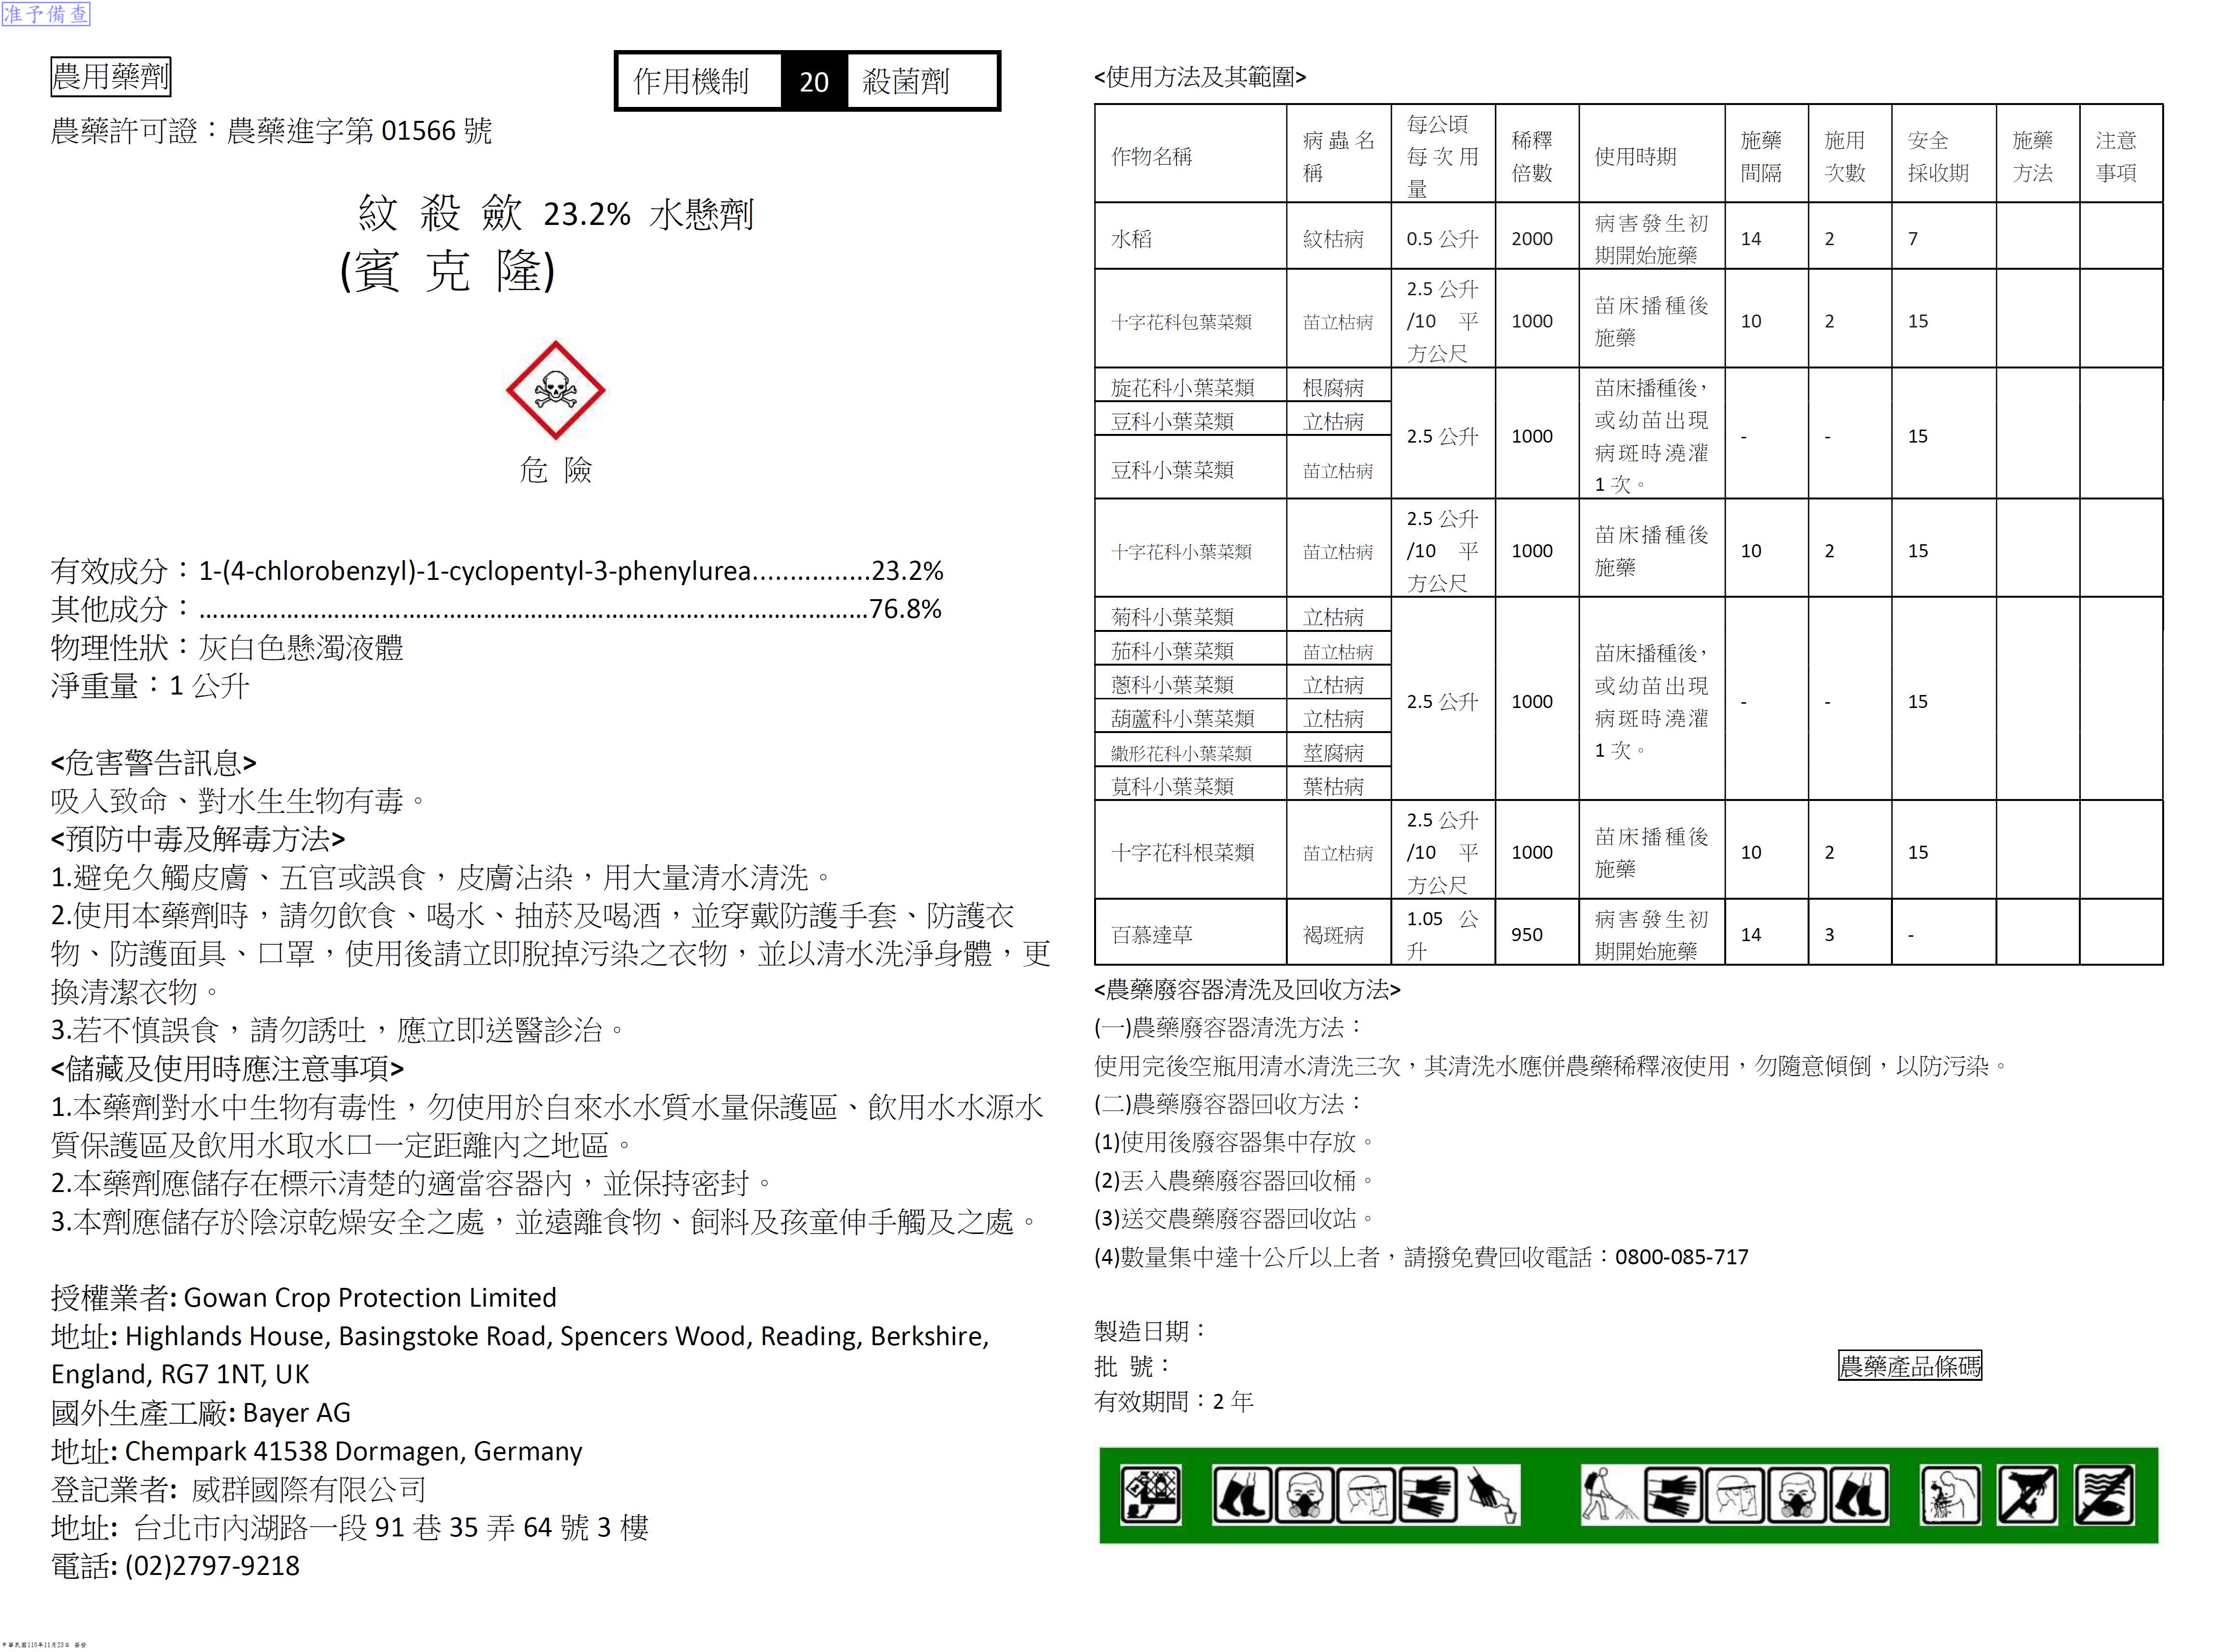 准予備查
農用藥劑
作用機制 20 殺菌劑
農藥許可證：農藥進字第 01566 號
紋 殺 歛 23.2% 水懸劑
(賓 克 隆)
危 險
有效成分：1-(4-chlorobenzyl)-1-cyclopentyl-3-phenylurea................23.2%
其他成分：....................................................................................................76.8%
物理性狀：灰白色懸濁液體
淨重量：1 公升
<危害警告訊息>
吸入致命、對水生生物有毒。
<預防中毒及解毒方法>
1.避免久觸皮膚、五官或誤食，皮膚沾染，用大量清水清洗。
2.使用本藥劑時，請勿飲食、喝水、抽菸及喝酒，並穿戴防護手套、防護衣
物、防護面具、口罩，使用後請立即脫掉污染之衣物，並以清水洗淨身體，更
換清潔衣物。
3.若不慎誤食，請勿誘吐，應立即送醫診治。
<儲藏及使用時應注意事項>
1.本藥劑對水中生物有毒性，勿使用於自來水水質水量保護區、飲用水水源水
質保護區及飲用水取水口一定距離內之地區。
2.本藥劑應儲存在標示清楚的適當容器內，並保持密封。
3.本劑應儲存於陰涼乾燥安全之處，並遠離食物、飼料及孩童伸手觸及之處。
授權業者: Gowan Crop Protection Limited
地址: Highlands House, Basingstoke Road, Spencers Wood, Reading, Berkshire,
England, RG7 1NT, UK
國外生產工廠: Bayer AG
地址: Chempark 41538 Dormagen, Germany
登記業者: 威群國際有限公司
地址: 台北市內湖路一段 91 巷 35 弄 64 號 3 樓
電話: (02)2797-9218
<使用方法及其範圍>
作物名稱 病蟲名稱 每公頃每次用量 稀釋倍數 使用時期 施藥間隔 施用次數 安全採收期 施藥方法 注意事項
水稻 紋枯病 0.5 公升 2000 病害發生初期開始施藥 14 2 7
十字花科包葉菜類 苗立枯病 2.5 公升/10 平方公尺 1000 苗床播種後施藥 10 2 15
旋花科小葉菜類 根腐病 2.5 公升 1000 苗床播種後，或幼苗出現病斑時澆灌 1 次。 - - 15
豆科小葉菜類 立枯病
豆科小葉菜類 苗立枯病
十字花科小葉菜類 苗立枯病 2.5 公升/10 平方公尺 1000 苗床播種後施藥 10 2 15
菊科小葉菜類 立枯病 2.5 公升 1000 苗床播種後，或幼苗出現病斑時澆灌 1 次。 - - 15
茄科小葉菜類 苗立枯病
蔥科小葉菜類 立枯病
葫蘆科小葉菜類 立枯病
繖形花科小葉菜類 莖腐病
莧科小葉菜類 葉枯病
十字花科根菜類 苗立枯病 2.5 公升/10 平方公尺 1000 苗床播種後施藥 10 2 15
百慕達草 褐斑病 1.05 公升 950 病害發生初期開始施藥 14 3 -
<農藥廢容器清洗及回收方法>
(一)農藥廢容器清洗方法：
使用完後空瓶用清水清洗三次，其清洗水應併農藥稀釋液使用，勿隨意傾倒，以防污染。
(二)農藥廢容器回收方法：
(1)使用後廢容器集中存放。
(2)丟入農藥廢容器回收桶。
(3)送交農藥廢容器回收站。
(4)數量集中達十公斤以上者，請撥免費回收電話：0800-085-717
製造日期：
批 號：
農藥產品條碼
有效期間：2 年
中華民國110年11月23日 簽發